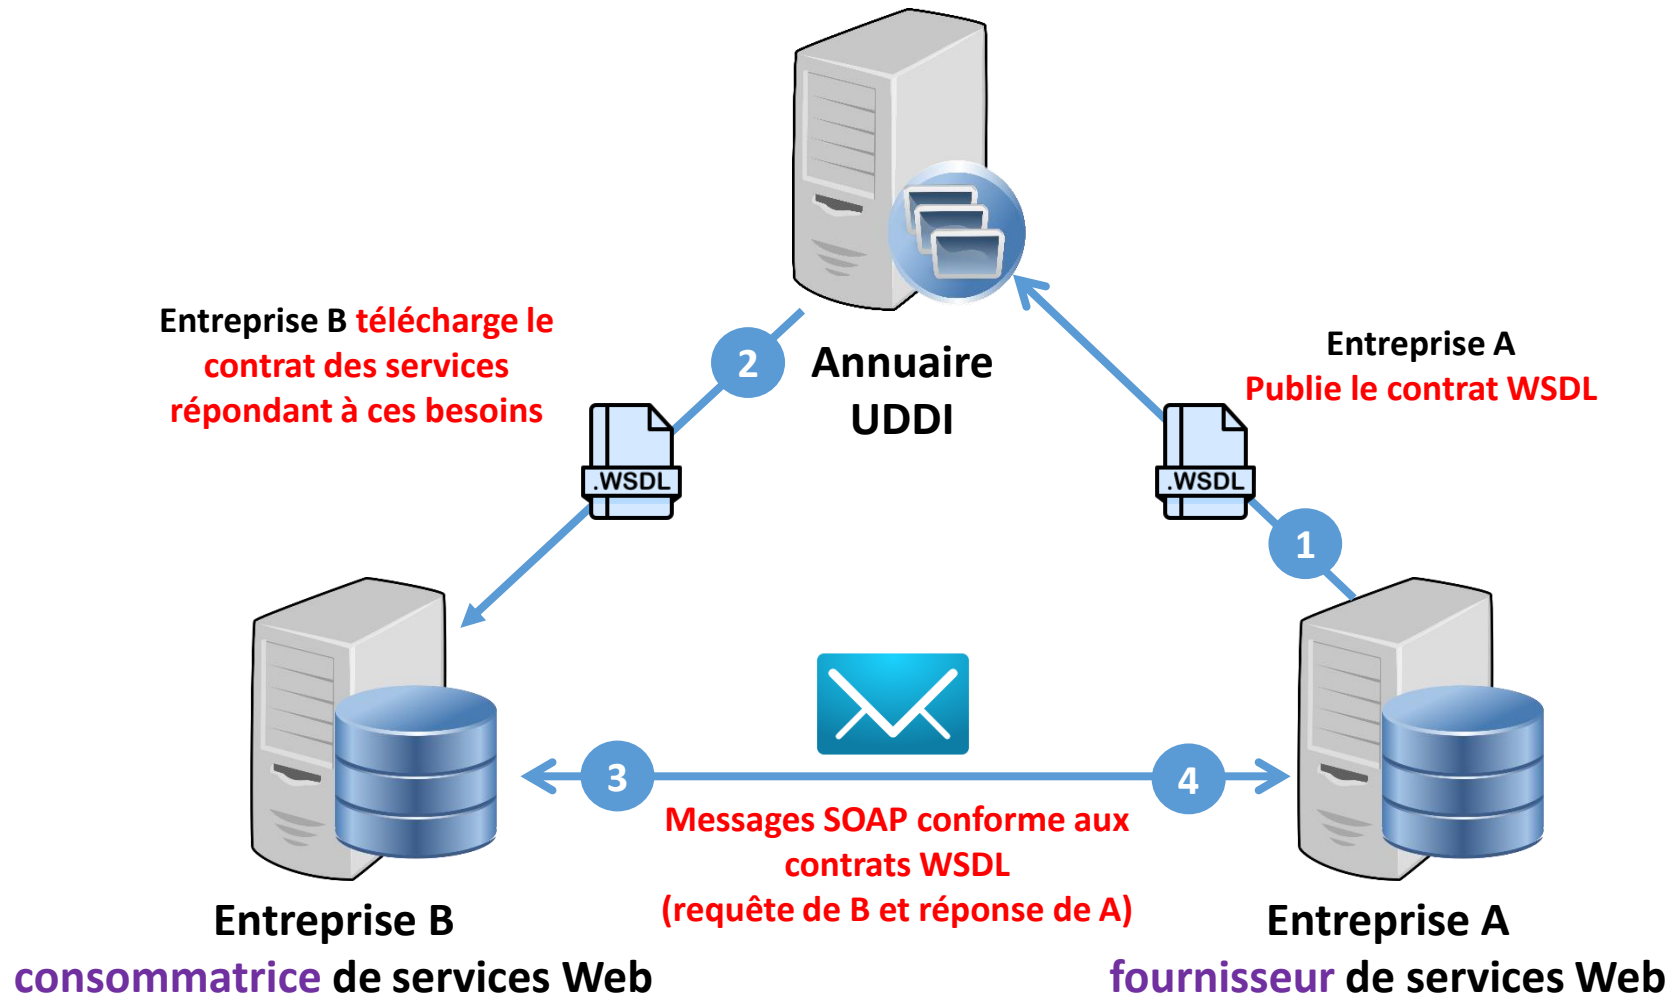 Entreprise B télécharge le
contrat des services
répondant à ces besoins
2
Annuaire
UDDI
Entreprise A
Publie le contrat WSDL
.WSDL
.WSDL
1
3
4
Messages SOAP conforme aux
contrats WSDL
(requête de B et réponse de A)
Entreprise B
consommatrice de services Web
Entreprise A
fournisseur de services Web